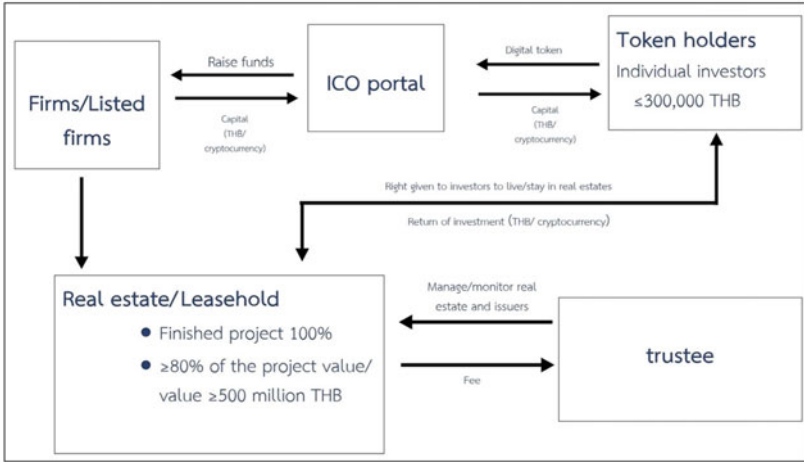 Firms/Listed
firms
Raise funds
Capital
(THB/
cryptocurrency)
ICO portal
Digital token
Capital
(THB/
cryptocurrency)
Token holders
Individual investors
≤300,000 THB
Right given to investors to live/stay in real estates
Return of investment (THB/ cryptocurrency)
Real estate/Leasehold
• Finished project 100%
• ≥80% of the project value/
value ≥500 million THB
Manage/monitor real
estate and issuers
Fee
trustee